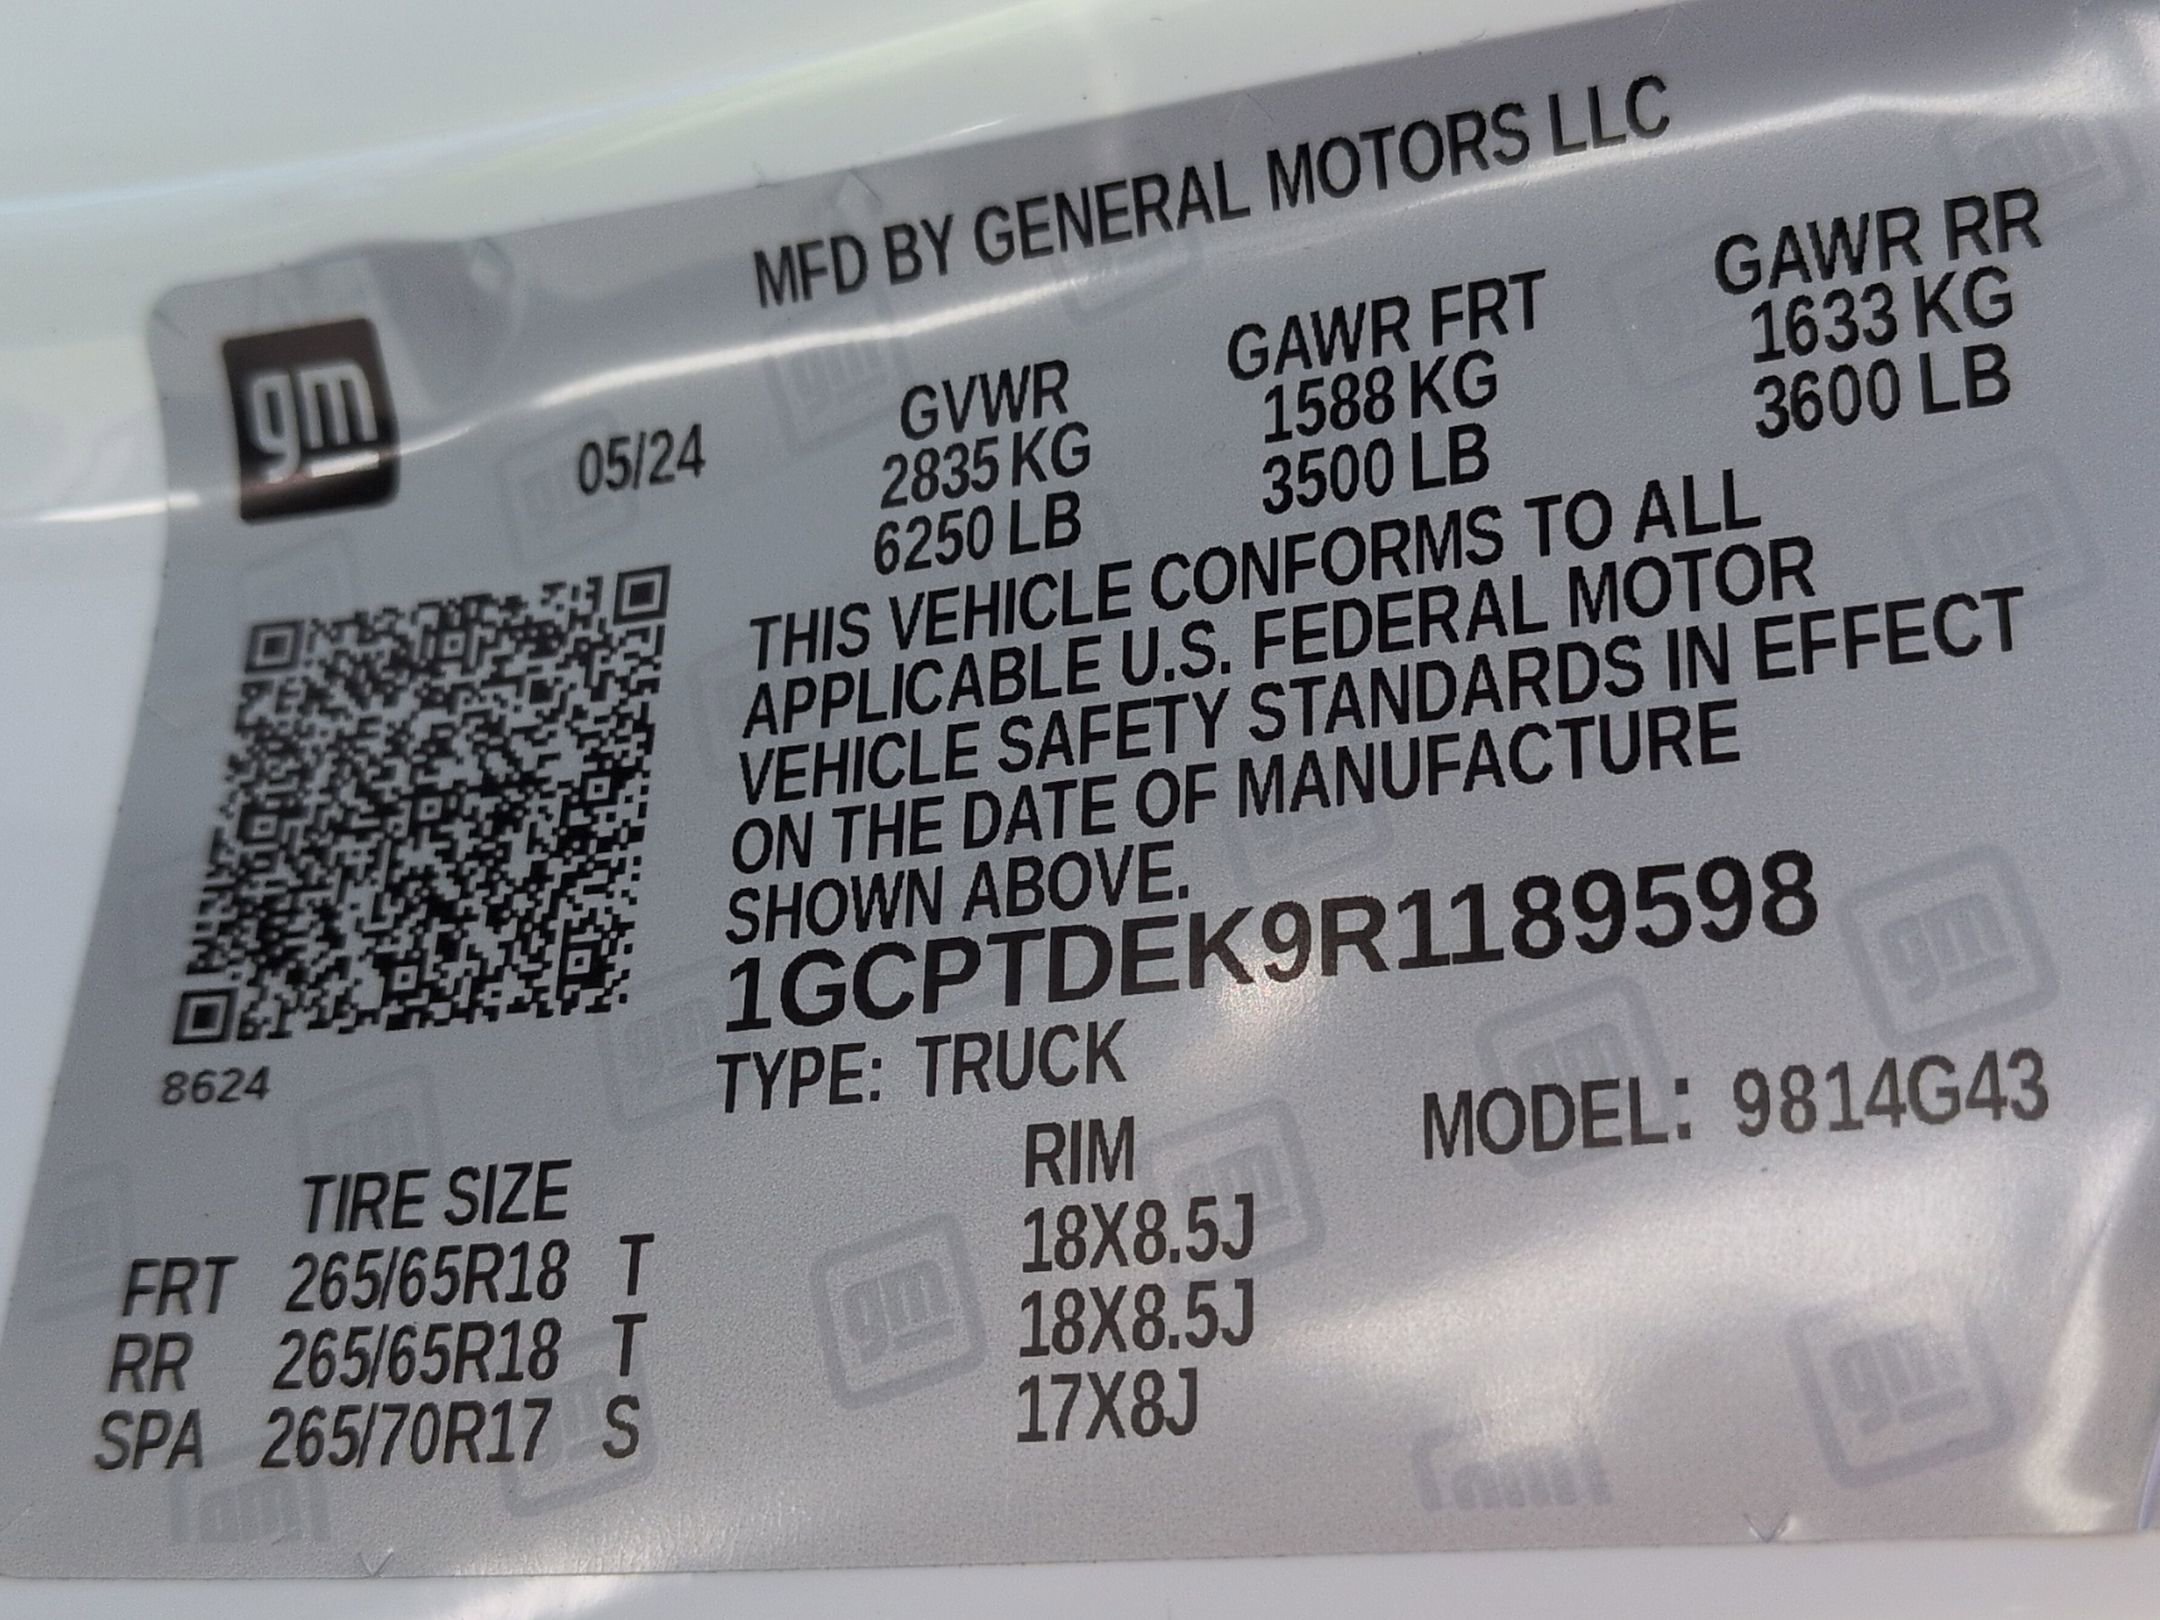 MFD BY GENERAL MOTORS LLC
gm
05/24
GVWR
2835 KG
6250 LB
GAWR FRT
1588 KG
3500 LB
GAWR RR
1633 KG
3600 LB
THIS VEHICLE CONFORMS TO ALL
APPLICABLE U.S. FEDERAL MOTOR
VEHICLE SAFETY STANDARDS IN EFFECT
ON THE DATE OF MANUFACTURE
SHOWN ABOVE.
1GCPTDEK9R1189598
8624
TYPE: TRUCK
MODEL: 9814G43
TIRE SIZE RIM
FRT 265/65R18 T 18X8.5J
RR 265/65R18 T 18X8.5J
SPA 265/70R17 S 17X8J